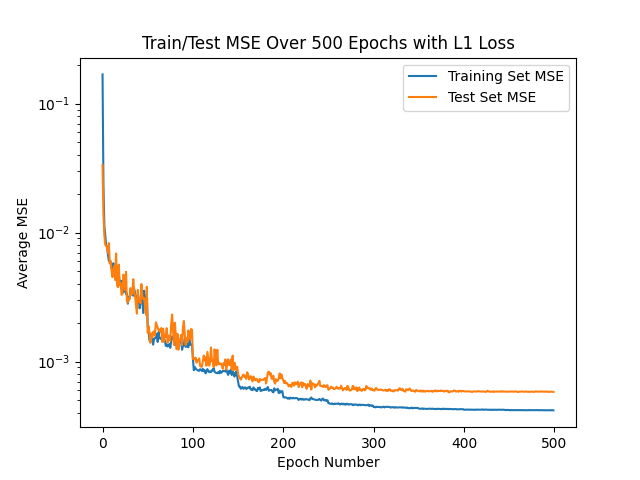 Train/Test MSE Over 500 Epochs with L1 Loss
Training Set MSE
Test Set MSE
Average MSE
10⁻¹
10⁻²
10⁻³
0 100 200 300 400 500
Epoch Number